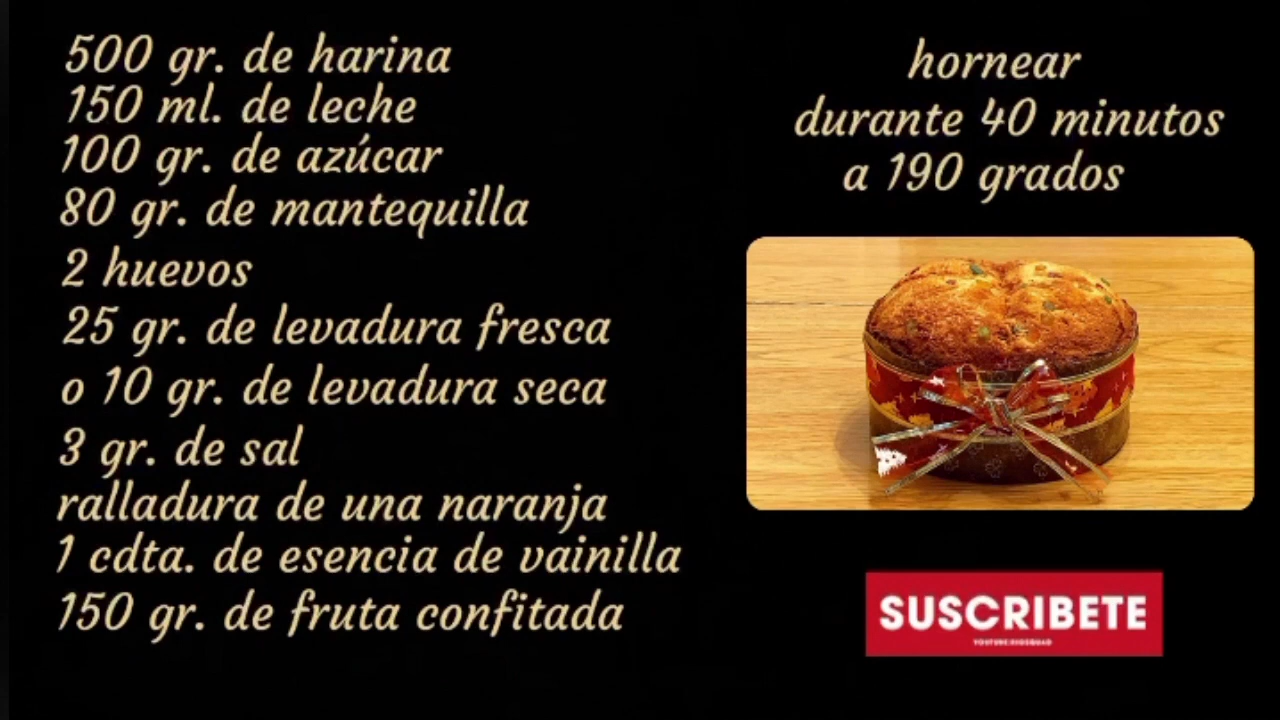 500 gr. de harina
150 ml. de leche
100 gr. de azúcar
80 gr. de mantequilla
2 huevos
25 gr. de levadura fresca
o 10 gr. de levadura seca
3 gr. de sal
ralladura de una naranja
1 cdta. de esencia de vainilla
150 gr. de fruta confitada
hornear
durante 40 minutos
a 190 grados
SUSCRIBETE